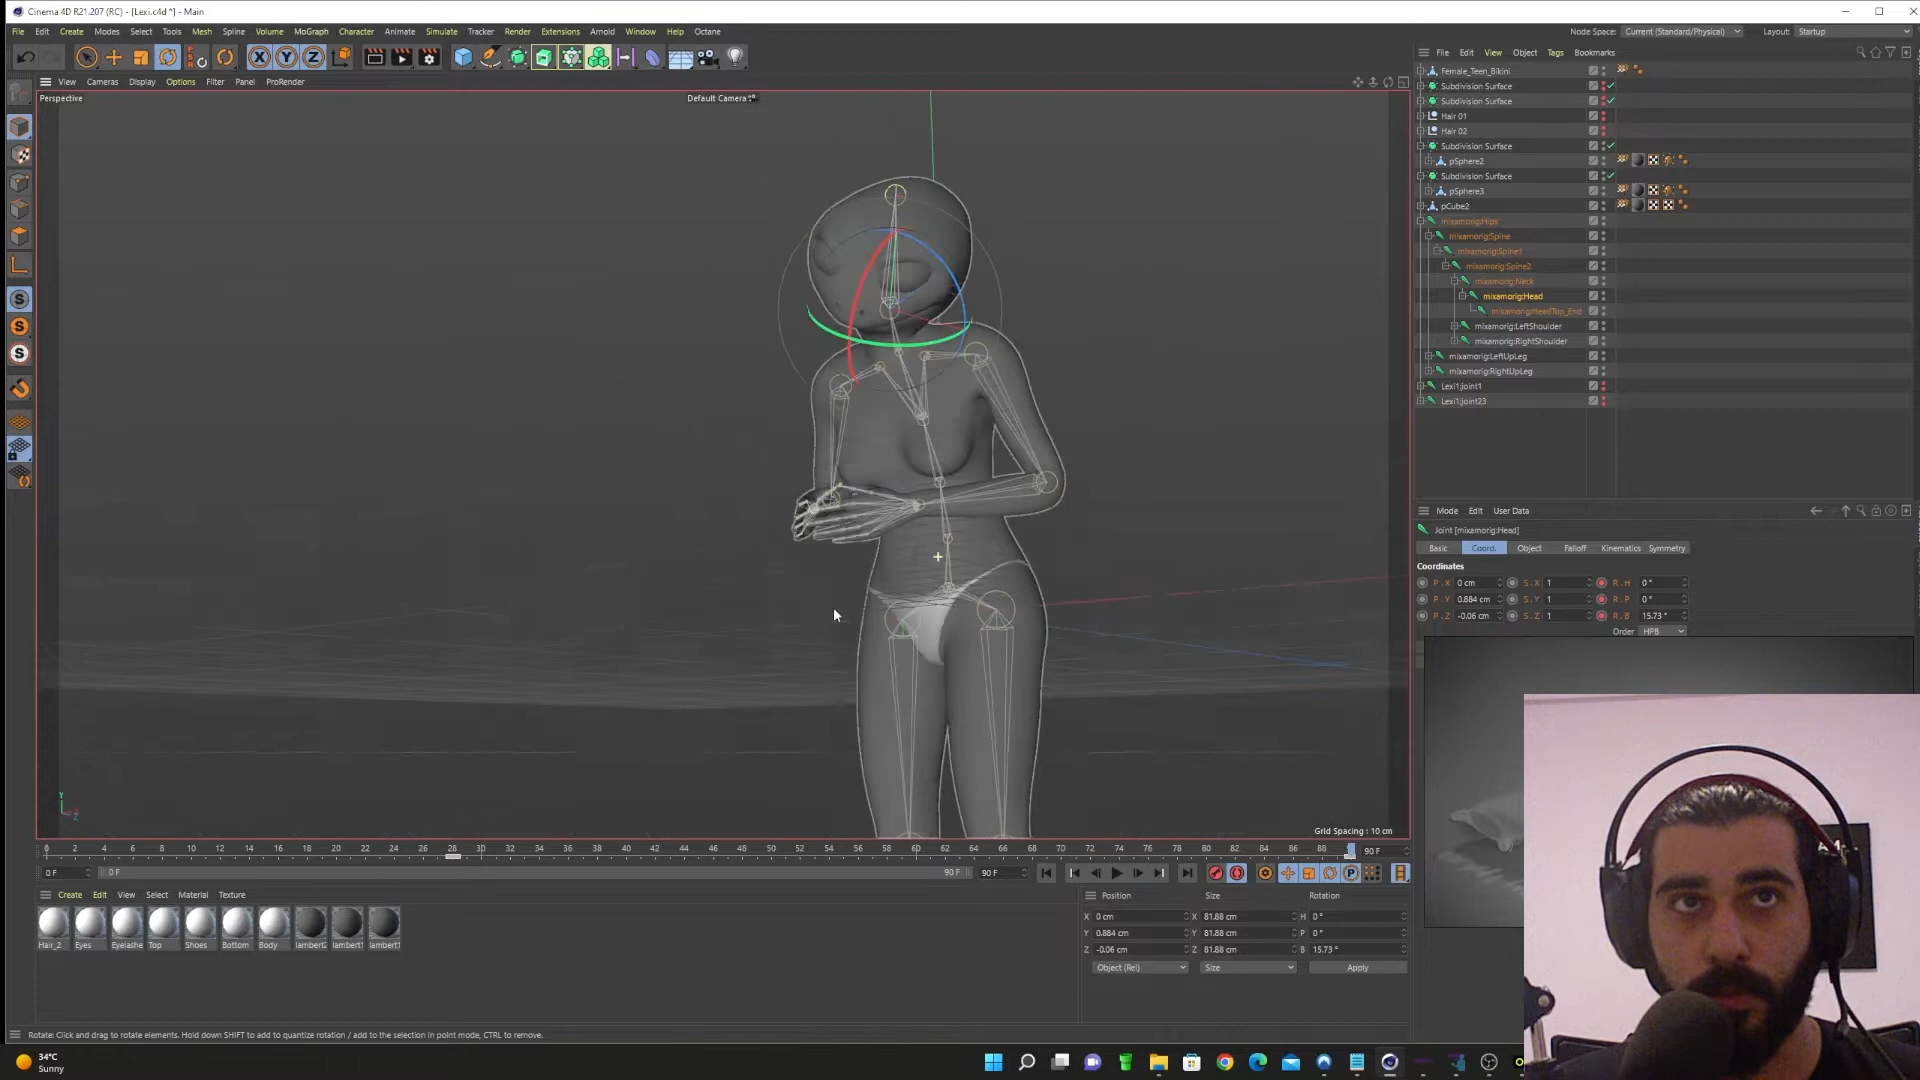 Cinema 4D R21.207 (RC) - [Lexi.c4d *] - Main
File Edit Create Modes Select Tools Mesh Spline Volume MoGraph Character Animate Simulate Tracker Render Extensions Arnold Window Help Octane
Node Space: Current (Standard/Physical) Layout: Startup
File Edit View Object Tags Bookmarks
View Cameras Display Options Filter Panel ProRender
Perspective
Default Camera
Female_Teen_Bikini
Subdivision Surface
Subdivision Surface
Hair 01
Hair 02
Subdivision Surface
pSphere2
Subdivision Surface
pSphere3
pCube2
mixamorig:Hips
mixamorig:Spine
mixamorig:Spine1
mixamorig:Spine2
mixamorig:Neck
mixamorig:Head
mixamorig:HeadTop_End
mixamorig:LeftShoulder
mixamorig:RightShoulder
mixamorig:LeftUpLeg
mixamorig:RightUpLeg
Lexi1:joint1
Lexi1:joint23
Mode Edit User Data
Joint [mixamorig:Head]
Basic Coord. Object Falloff Kinematics Symmetry
Coordinates
P . X 0 cm S . X 1 R . H 0 °
P . Y 0.884 cm S . Y 1 R . P 0 °
P . Z -0.06 cm S . Z 1 R . B 15.73 °
Order HPB
Y
Z
Grid Spacing : 10 cm
0 2 4 6 8 10 12 14 16 18 20 22 24 26 28 30 32 34 36 38 40 42 44 46 48 50 52 54 56 58 60 62 64 66 68 70 72 74 76 78 80 82 84 86 88 90 F
0 F 0 F 90 F 90 F
Create Edit View Select Material Texture
Position Size Rotation
X 0 cm X 81.88 cm H 0 °
Y 0.884 cm Y 81.88 cm P 0 °
Z -0.06 cm Z 81.88 cm B 15.73 °
Object (Rel) Size Apply
Hair_2 Eyes Eyelashe Top Shoes Bottom Body lambert2 lambert1 lambert1
Rotate: Click and drag to rotate elements. Hold down SHIFT to add to quantize rotation / add to the selection in point mode, CTRL to remove.
34°C
Sunny